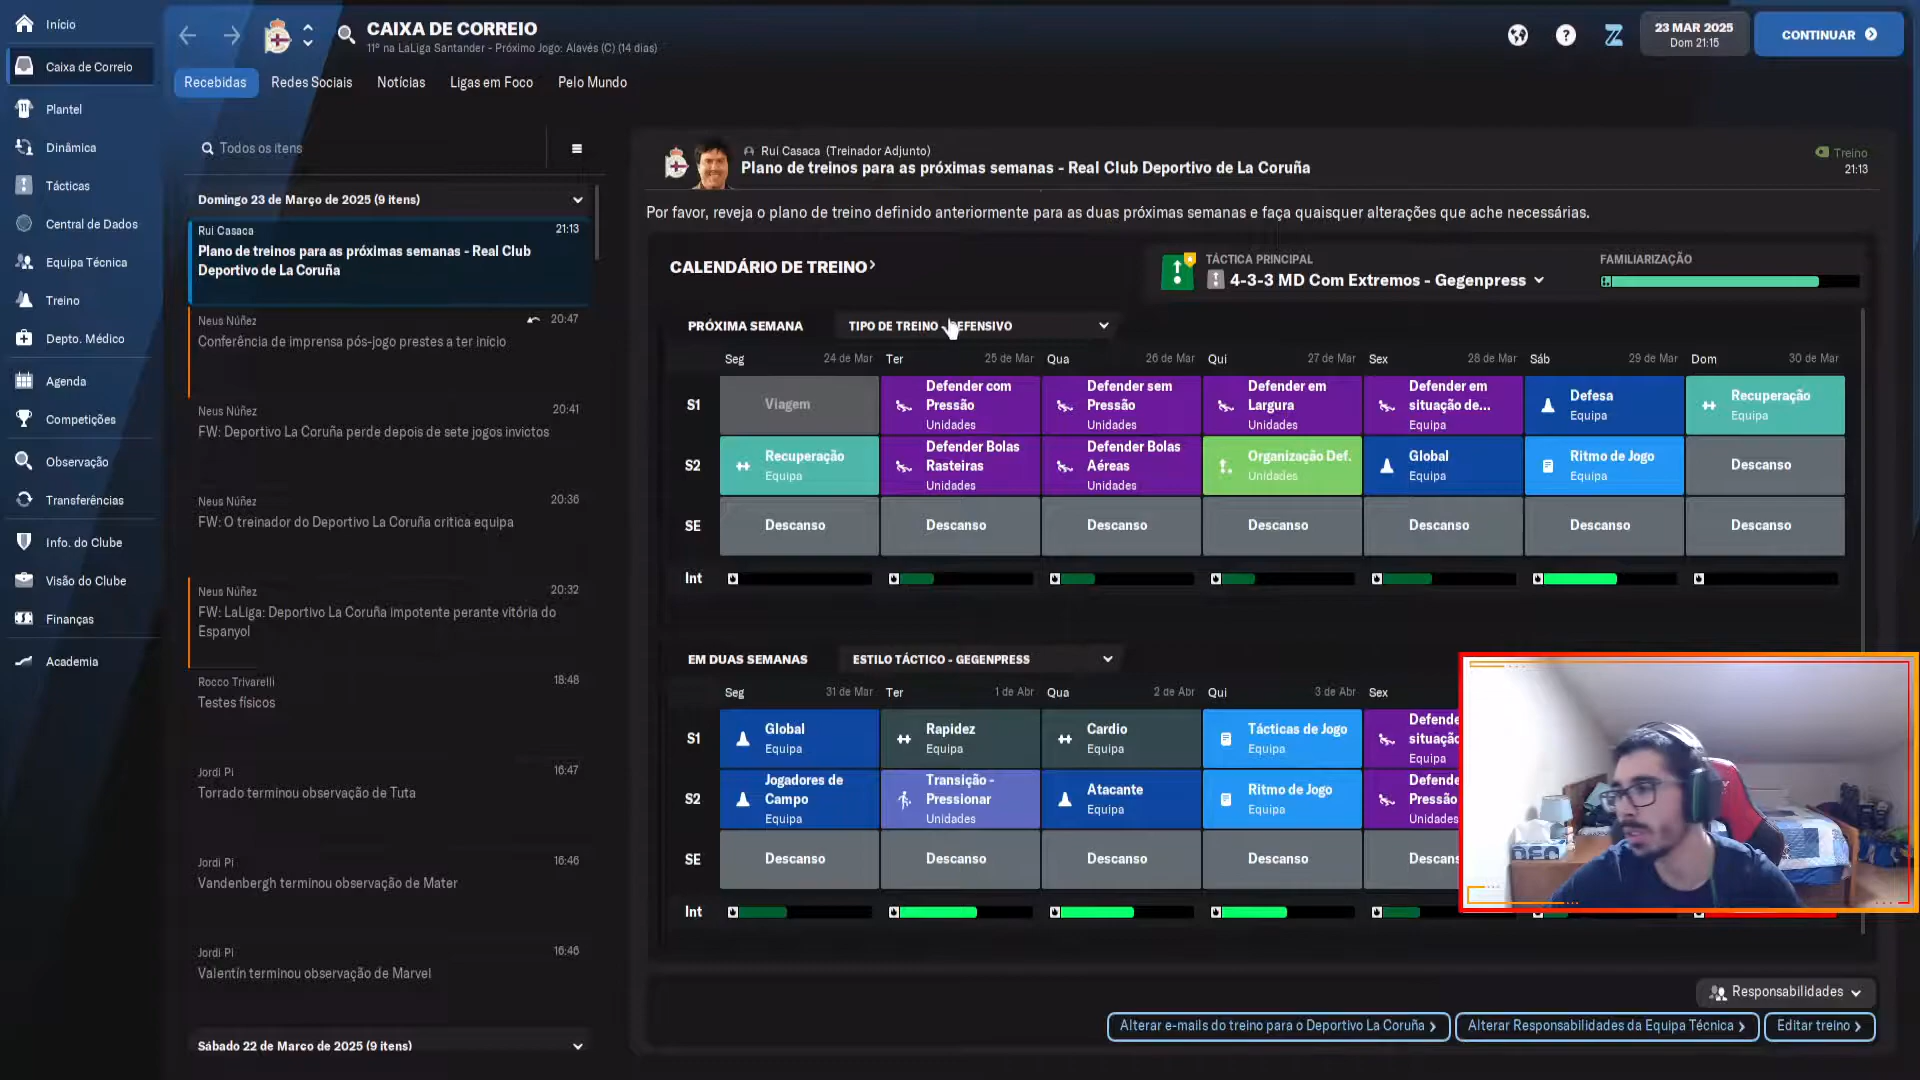 Início
Caixa de Correio
Plantel
Dinâmica
Tácticas
Central de Dados
Equipa Técnica
Treino
Depto. Médico
Agenda
Competições
Observação
Transferências
Info. do Clube
Visão do Clube
Finanças
Academia
CAIXA DE CORREIO
11º na LaLiga Santander - Próximo Jogo: Alavés (C) (14 dias)
23 MAR 2025
Dom 21:15
CONTINUAR
Recebidas
Redes Sociais
Notícias
Ligas em Foco
Pelo Mundo
Todos os itens
Domingo 23 de Março de 2025 (9 itens)
Rui Casaca
21:13
Plano de treinos para as próximas semanas - Real Club
Deportivo de La Coruña
Neus Núñez
20:47
Conferência de imprensa pós-jogo prestes a ter início
Neus Núñez
20:41
FW: Deportivo La Coruña perde depois de sete jogos invictos
Neus Núñez
20:36
FW: O treinador do Deportivo La Coruña critica equipa
Neus Núñez
20:32
FW: LaLiga: Deportivo La Coruña impotente perante vitória do
Espanyol
Rocco Trivarelli
18:48
Testes físicos
Jordi Pi
16:47
Torrado terminou observação de Tuta
Jordi Pi
16:46
Vandenbergh terminou observação de Mater
Jordi Pi
16:46
Valentín terminou observação de Marvel
Sábado 22 de Março de 2025 (9 itens)
Rui Casaca (Treinador Adjunto)
Plano de treinos para as próximas semanas - Real Club Deportivo de La Coruña
Treino
21:13
Por favor, reveja o plano de treino definido anteriormente para as duas próximas semanas e faça quaisquer alterações que ache necessárias.
CALENDÁRIO DE TREINO
TÁCTICA PRINCIPAL
4-3-3 MD Com Extremos - Gegenpress
FAMILIARIZAÇÃO
PRÓXIMA SEMANA
TIPO DE TREINO - DEFENSIVO
Seg 24 de Mar Ter 25 de Mar Qua 26 de Mar Qui 27 de Mar Sex 28 de Mar Sáb 29 de Mar Dom 30 de Mar
S1
Viagem
Defender com
Pressão
Unidades
Defender sem
Pressão
Unidades
Defender em
Largura
Unidades
Defender em
situação de...
Equipa
Defesa
Equipa
Recuperação
Equipa
S2
Recuperação
Equipa
Defender Bolas
Rasteiras
Unidades
Defender Bolas
Aéreas
Unidades
Organização Def.
Unidades
Global
Equipa
Ritmo de Jogo
Equipa
Descanso
SE
Descanso
Descanso
Descanso
Descanso
Descanso
Descanso
Descanso
Int
EM DUAS SEMANAS
ESTILO TÁCTICO - GEGENPRESS
Seg 31 de Mar Ter 1 de Abr Qua 2 de Abr Qui 3 de Abr Sex
S1
Global
Equipa
Rapidez
Equipa
Cardio
Equipa
Tácticas de Jogo
Equipa
Defende
situação
Equipa
S2
Jogadores de
Campo
Equipa
Transição -
Pressionar
Unidades
Atacante
Equipa
Ritmo de Jogo
Equipa
Defende
Pressão
Unidades
SE
Descanso
Descanso
Descanso
Descanso
Descans
Int
Responsabilidades
Alterar e-mails do treino para o Deportivo La Coruña
Alterar Responsabilidades da Equipa Técnica
Editar treino